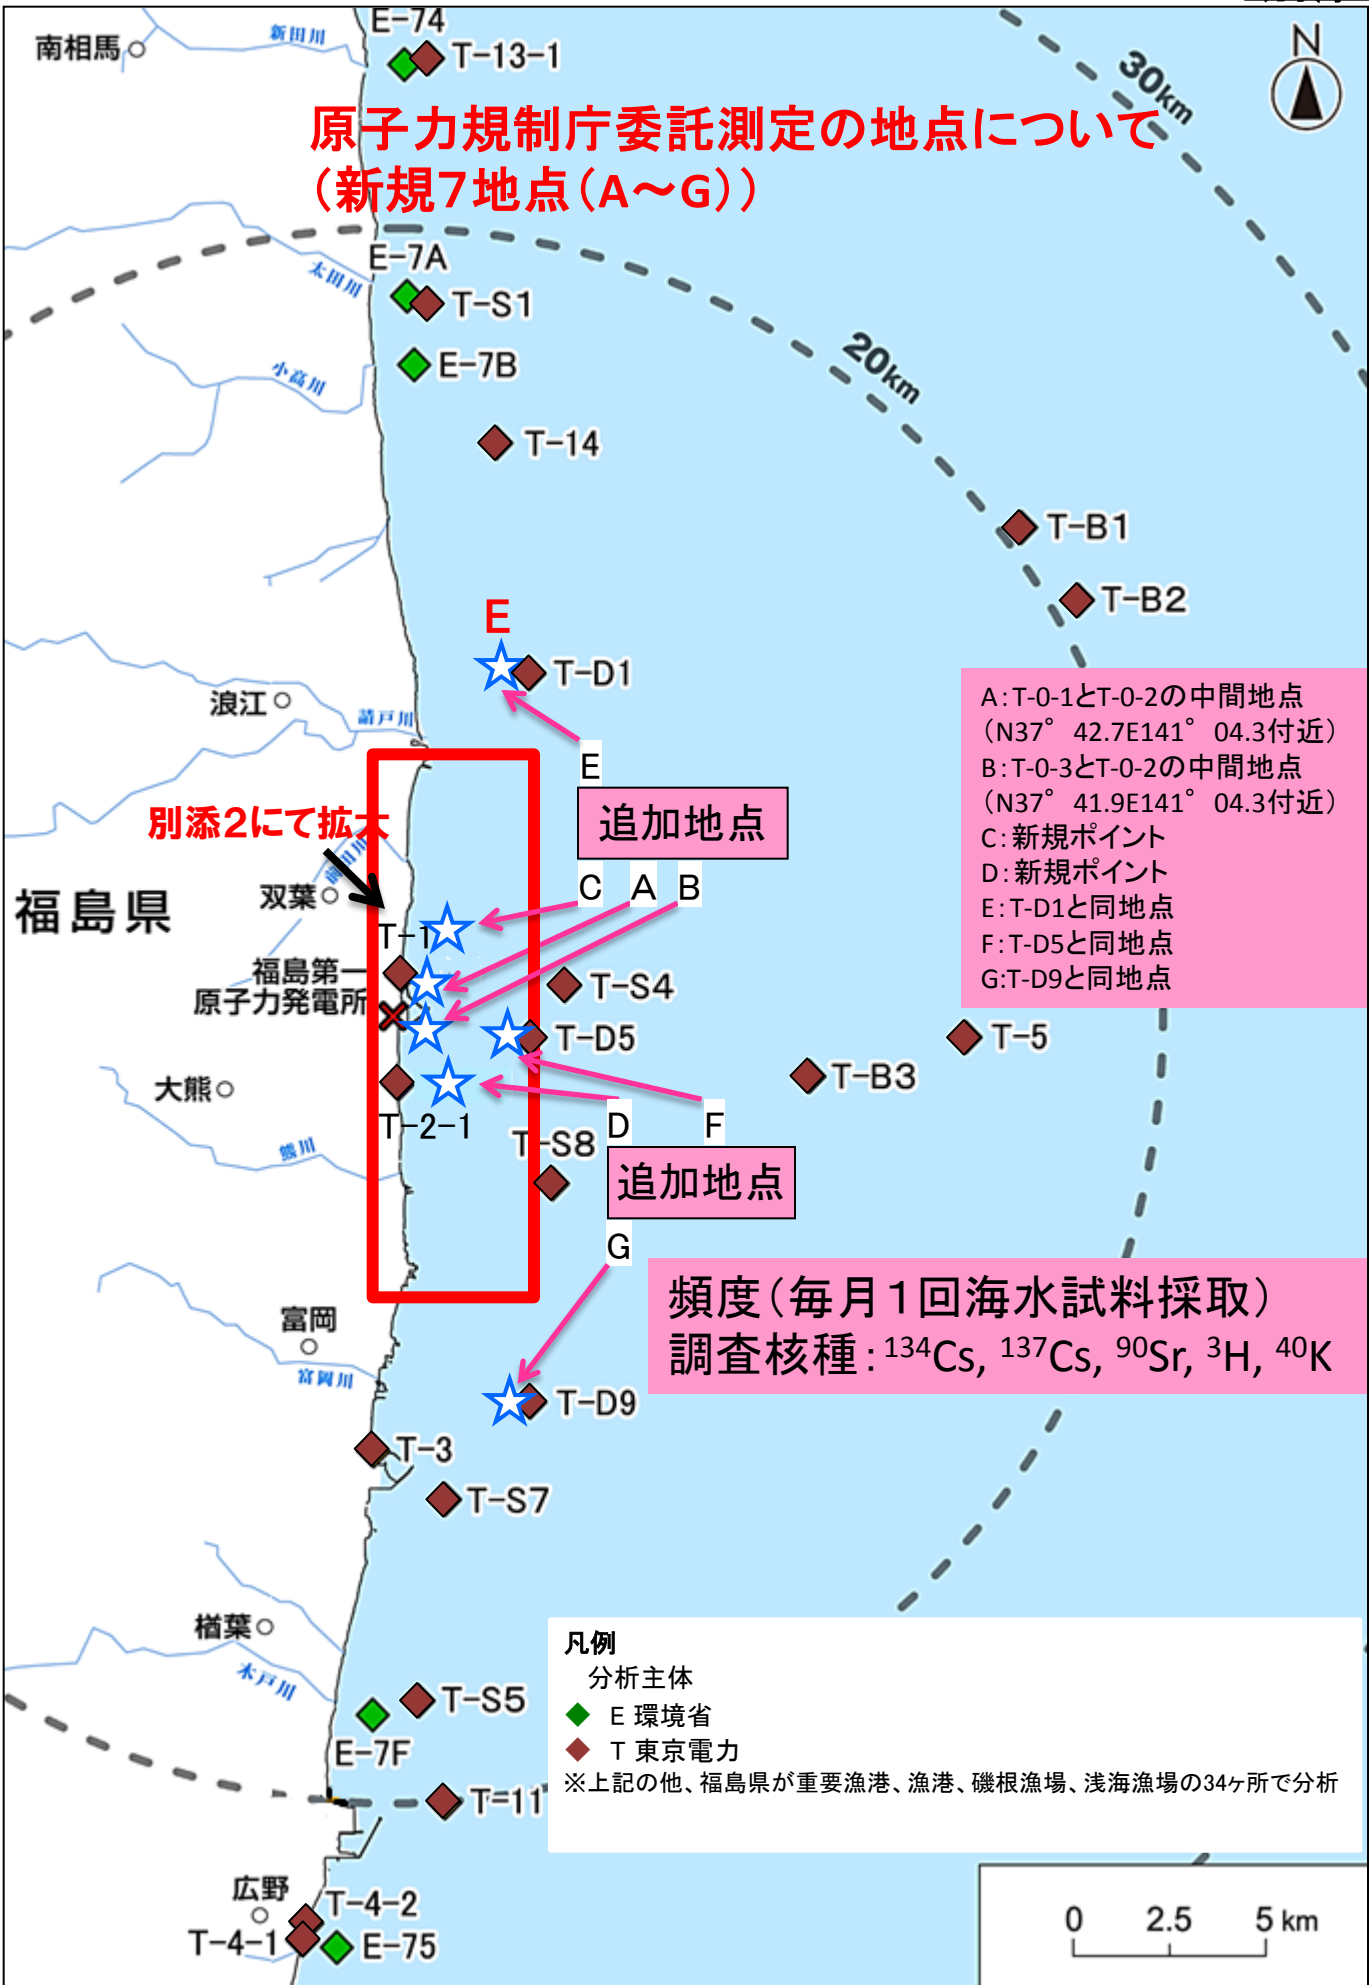 E-74
南相馬
新田川
T-13-1
N
30km
原子力規制庁委託測定の地点について
（新規7地点（A～G））
E-7A
太田川
T-S1
小高川
E-7B
20km
T-14
T-B1
T-B2
E
T-D1
浪江
請戸川
E
追加地点
別添2にて拡大
C A B
A：T-0-1とT-0-2の中間地点
（N37°42.7E141°04.3付近）
B：T-0-3とT-0-2の中間地点
（N37°41.9E141°04.3付近）
C：新規ポイント
D：新規ポイント
E：T-D1と同地点
F：T-D5と同地点
G:T-D9と同地点
福島県
双葉
T-1
福島第一
原子力発電所
T-S4
T-D5
T-5
T-B3
大熊
T-2-1
熊川
D F
T-S8
追加地点
G
頻度（毎月1回海水試料採取）
調査核種：¹³⁴Cs, ¹³⁷Cs, ⁹⁰Sr, ³H, ⁴⁰K
富岡
富岡川
T-D9
T-3
T-S7
楢葉
木戸川
T-S5
E-7F
T=11
凡例
分析主体
E 環境省
T 東京電力
※上記の他、福島県が重要漁港、漁港、磯根漁場、浅海漁場の34ヶ所で分析
広野
T-4-2
T-4-1
E-75
0 2.5 5 km